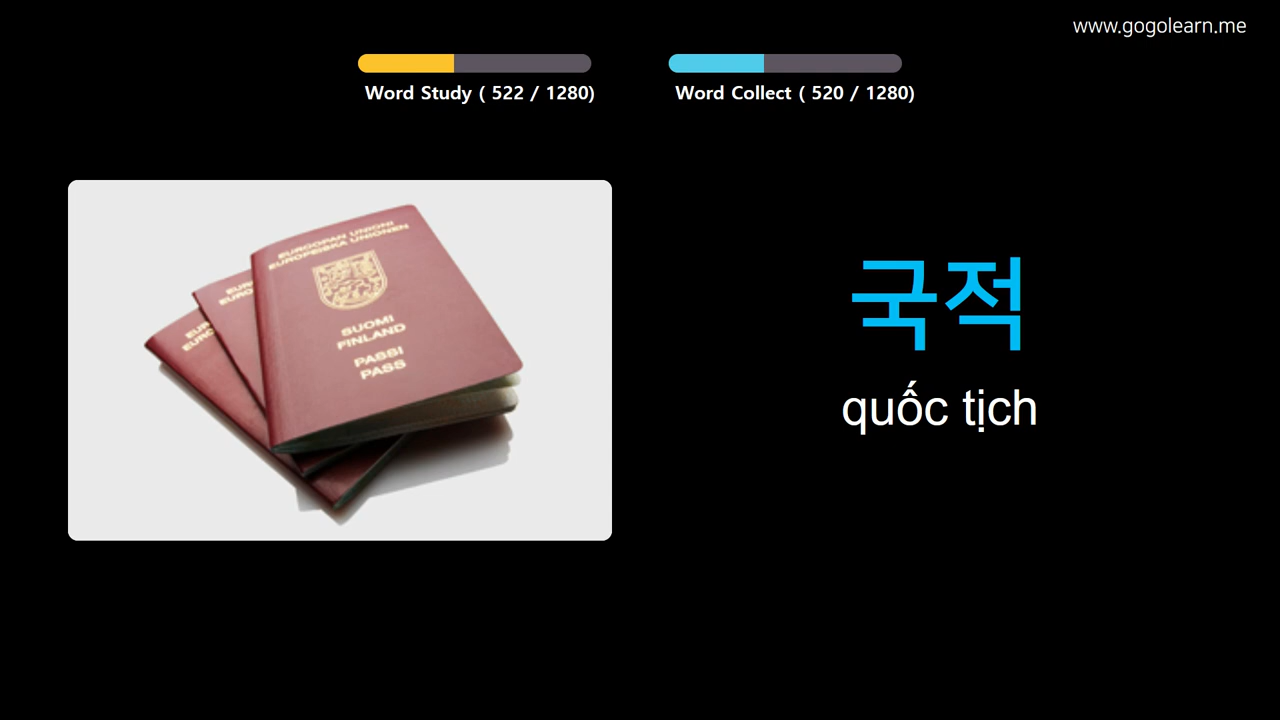 www.gogolearn.me
Word Study ( 522 / 1280)
Word Collect ( 520 / 1280)
EUROOPAN UNIONI
EUROPEISKA UNIONEN
SUOMI
FINLAND
PASSI
PASS
국적
quốc tịch